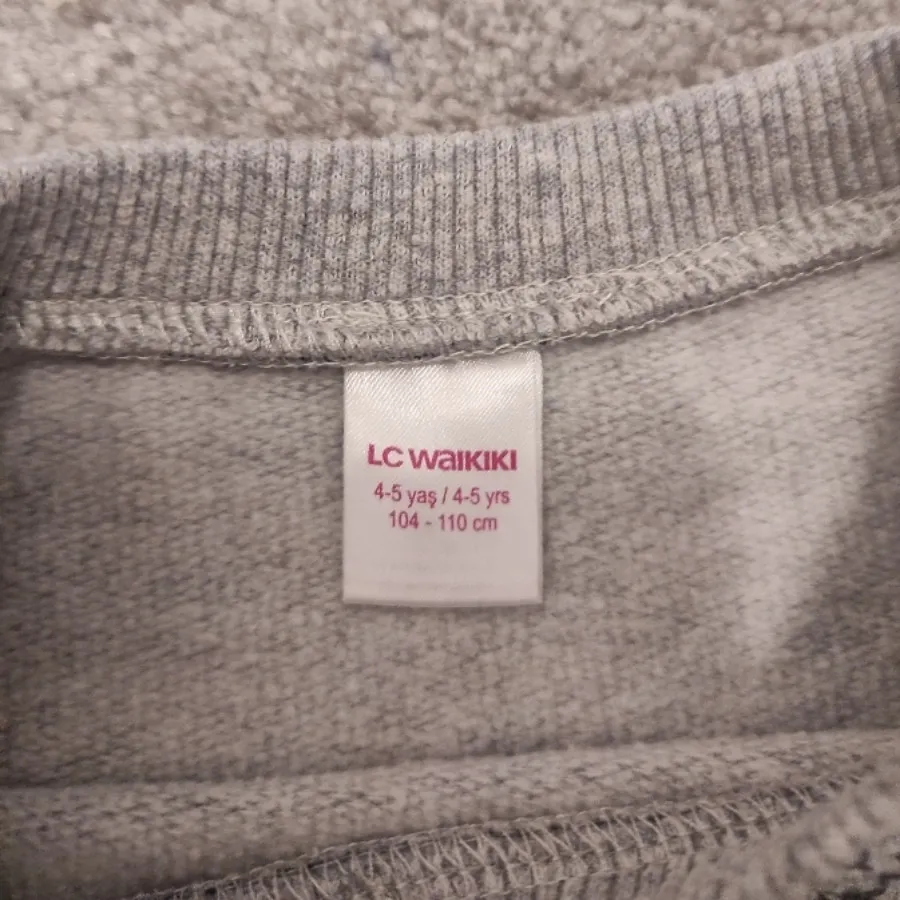 LC WAIKIKI
4-5 yaş / 4-5 yrs
104 - 110 cm